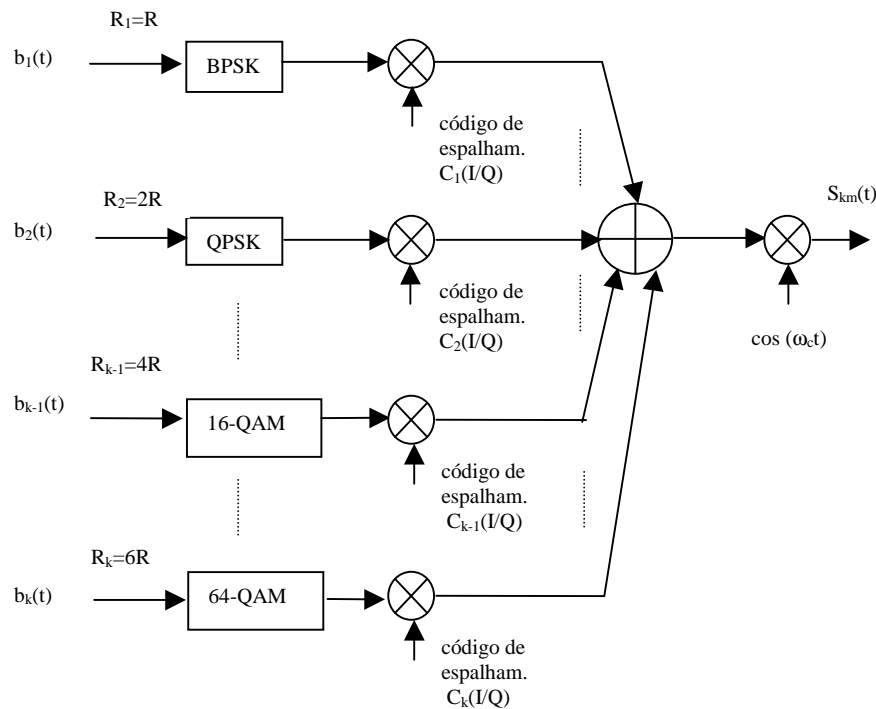 R₁=R
b₁(t)
BPSK
código de
espalham.
C₁(I/Q)
R₂=2R
b₂(t)
QPSK
Sₖₘ(t)
código de
espalham.
C₂(I/Q)
cos (ω꜀t)
Rₖ₋₁=4R
bₖ₋₁(t)
16-QAM
código de
espalham.
Cₖ₋₁(I/Q)
Rₖ=6R
bₖ(t)
64-QAM
código de
espalham.
Cₖ(I/Q)